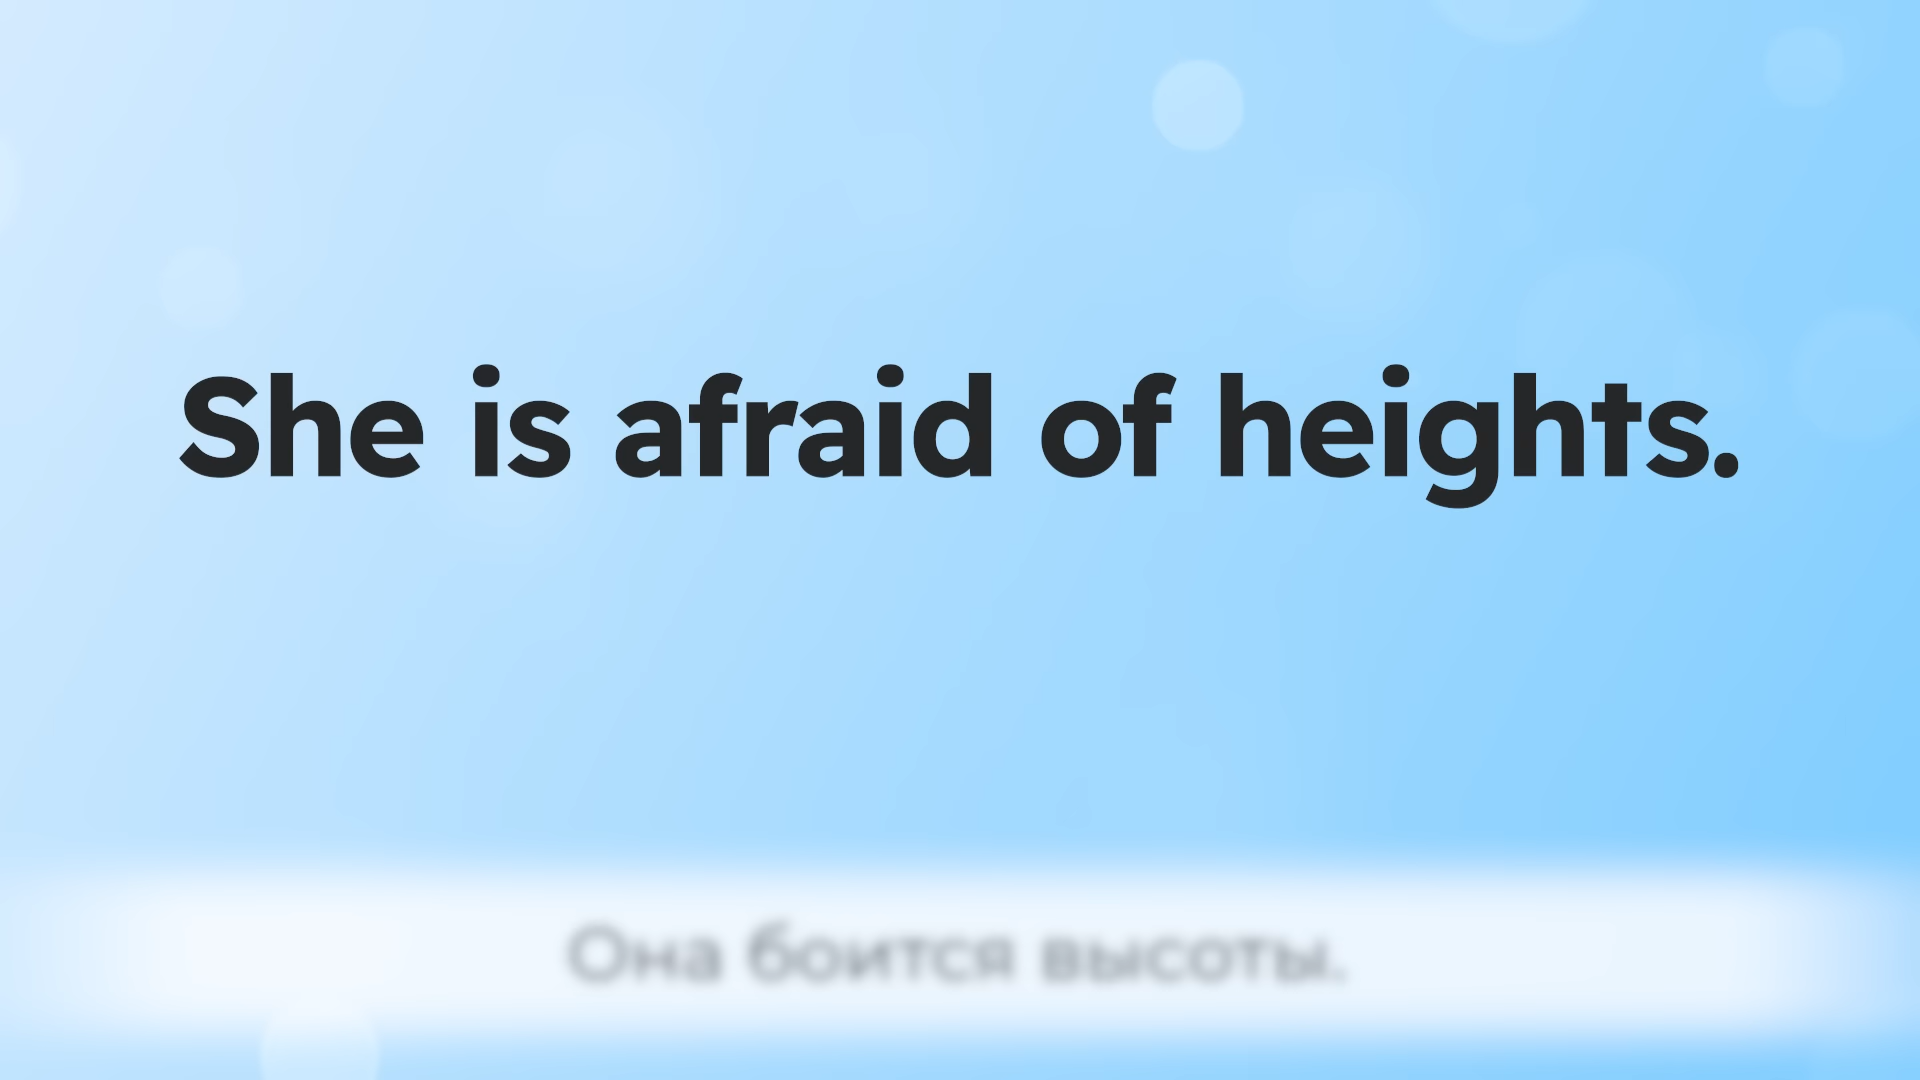 She is afraid of heights.
Она боится высоты.